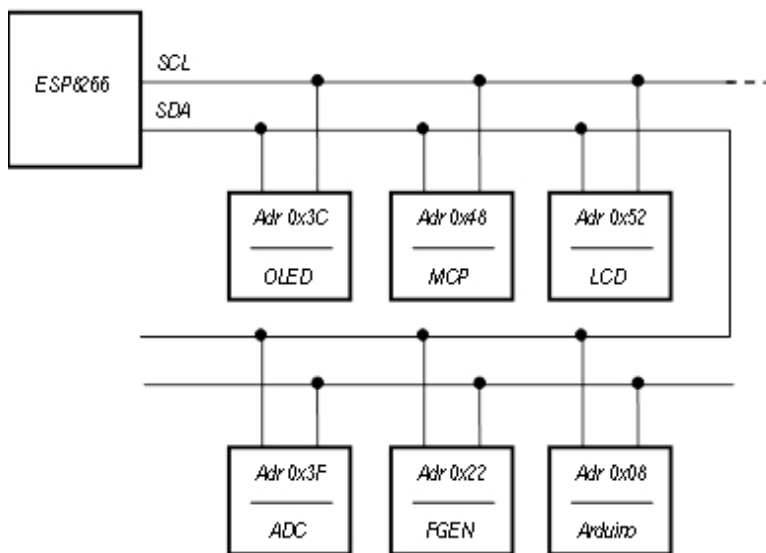 SCL
ESP8266
SDA
Adr 0x3C
OLED
Adr 0x48
MCP
Adr 0x52
LCD
Adr 0x3F
ADC
Adr 0x22
FGEN
Adr 0x08
Arduino